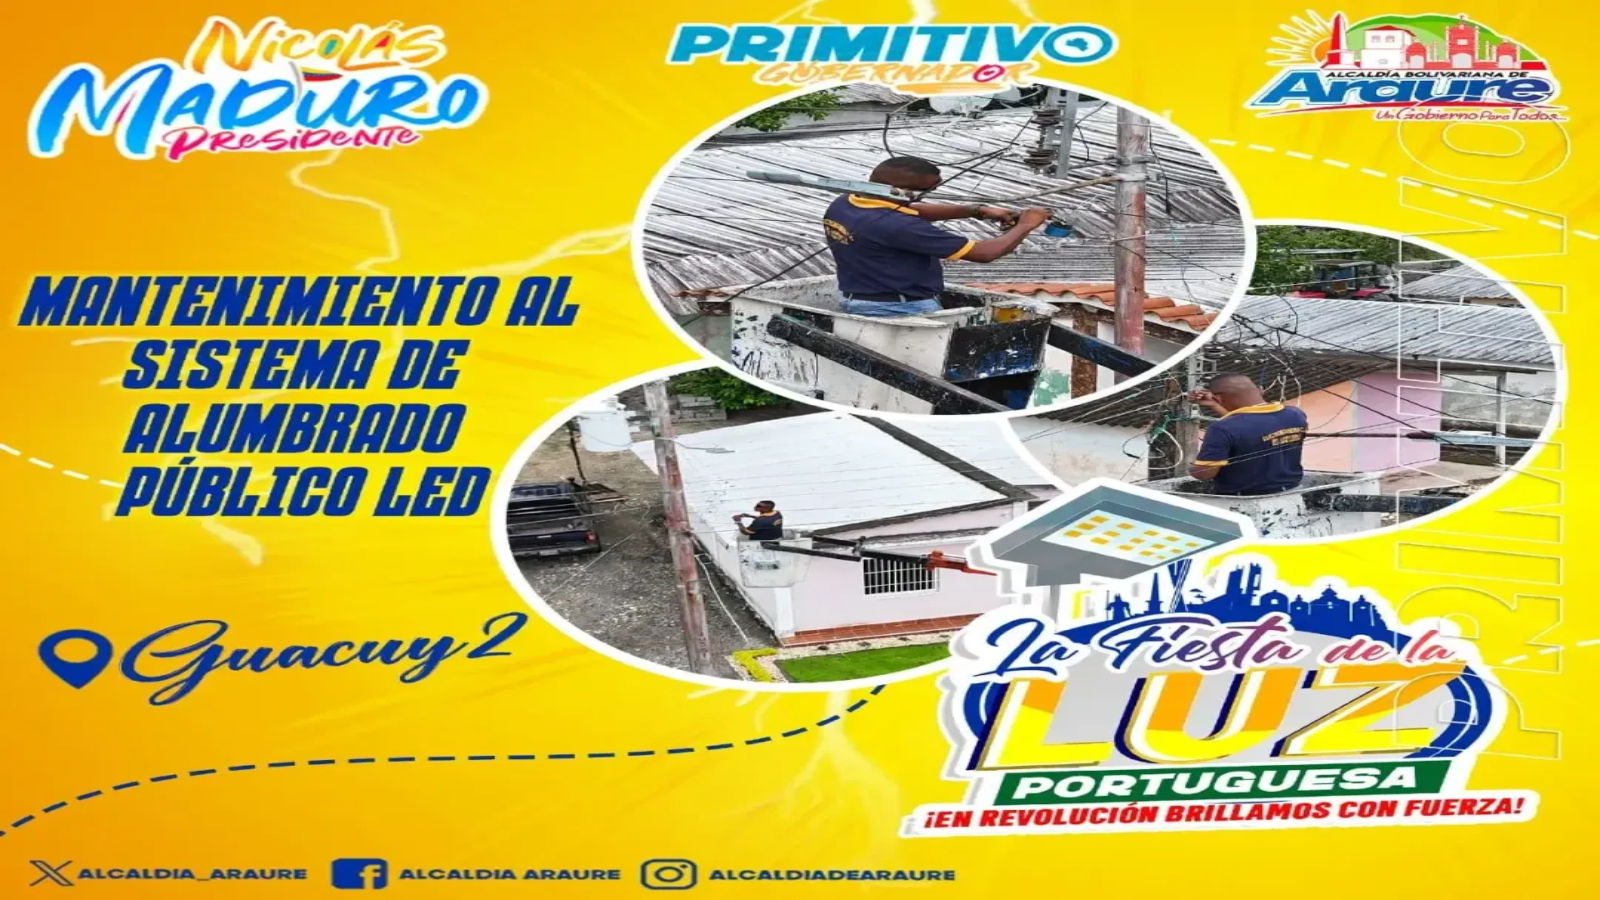 Nicolás
Maduro
Presidente
PRIMITIVO
GOBERNADOR
ALCALDÍA BOLIVARIANA DE
Araure
Un Gobierno Para Todos
MANTENIMIENTO AL
SISTEMA DE
ALUMBRADO
PÚBLICO LED
Guacuy 2
La Fiesta de la
LUZ
PORTUGUESA
¡EN REVOLUCIÓN BRILLAMOS CON FUERZA!
PRIMITIVO
ALCALDIA_ARAURE
ALCALDIA ARAURE
ALCALDIADEARAURE